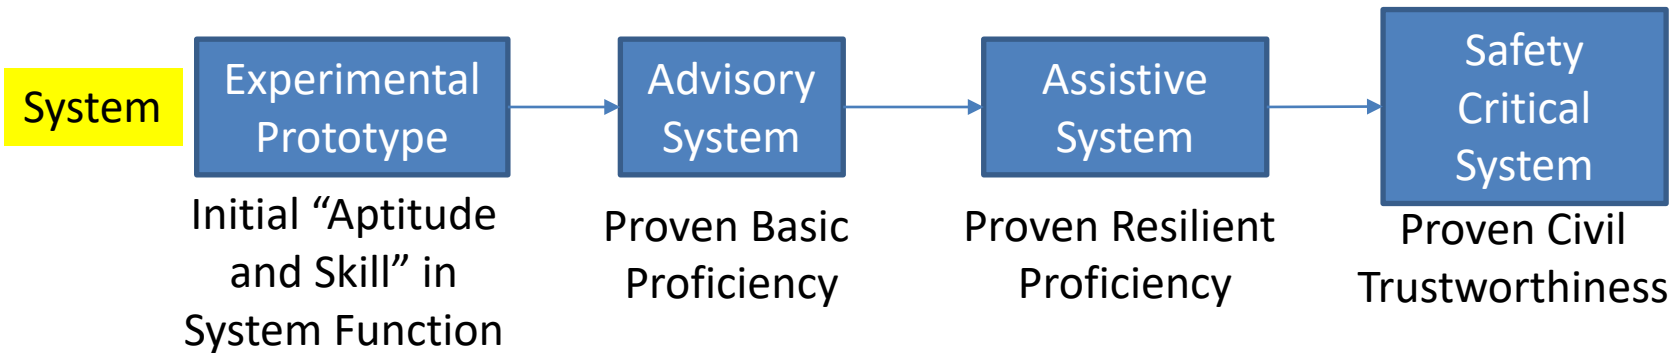 System
Experimental
Prototype
Initial “Aptitude
and Skill” in
System Function
Advisory
System
Proven Basic
Proficiency
Assistive
System
Proven Resilient
Proficiency
Safety
Critical
System
Proven Civil
Trustworthiness